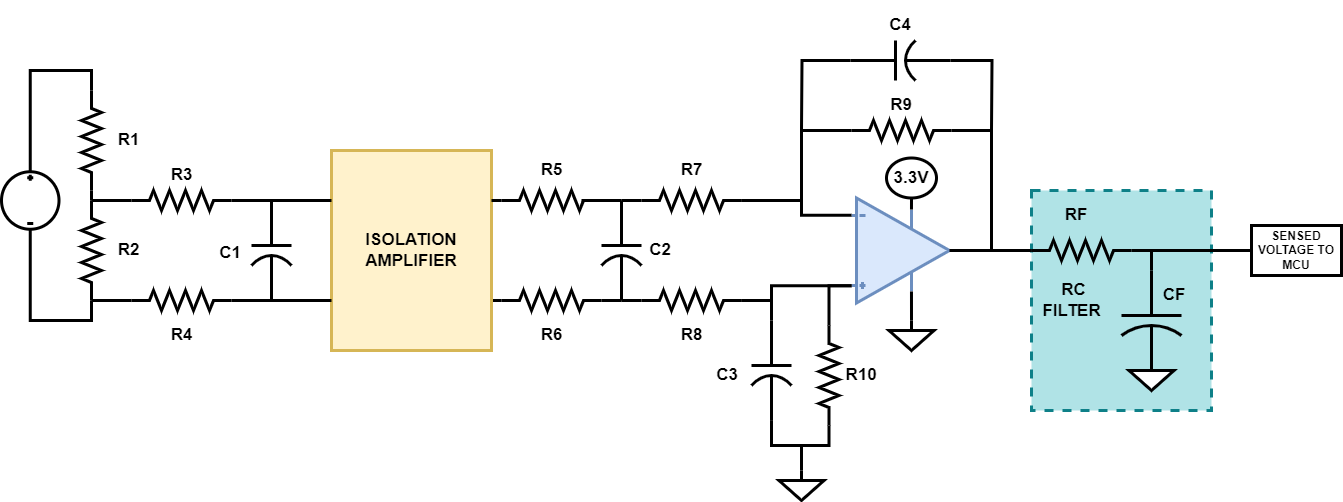 C4
R9
R1
R3
R5
R7
3.3V
RF
R2
C1
ISOLATION
AMPLIFIER
C2
-
+
SENSED
VOLTAGE TO
MCU
RC
FILTER
CF
R4
R6
R8
C3
R10